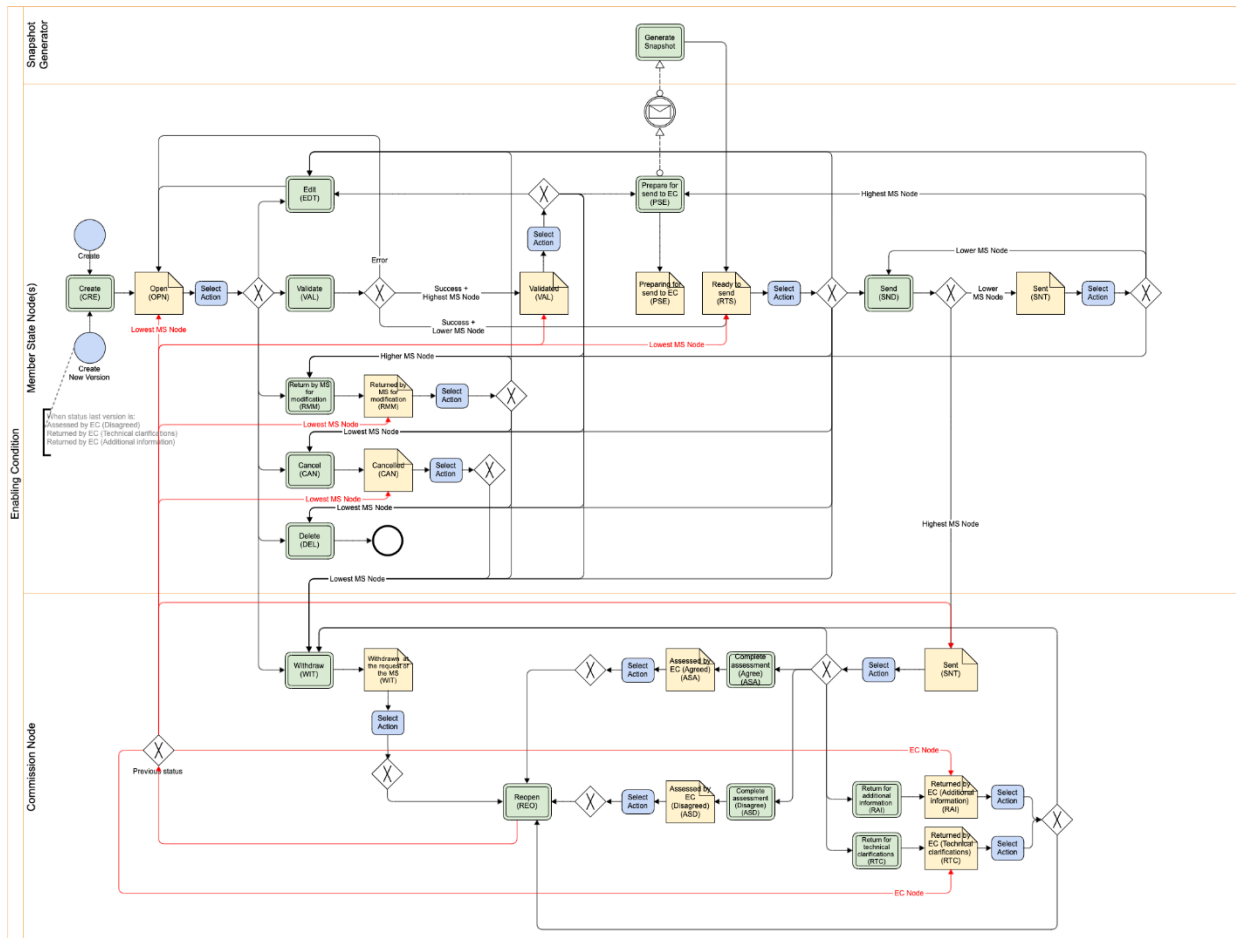 Enabling Condition
Snapshot
Generator
Member State Node(s)
Commission Node
Generate
Snapshot
Edit
(EDT)
Prepare for
send to EC
(PSE)
Highest MS Node
Select
Action
Lower MS Node
Create
Error
Create
(CRE)
Open
(OPN)
Select
Action
Validate
(VAL)
Success +
Highest MS Node
Validated
(VAL)
Preparing for
send to EC
(PSE)
Ready to
send
(RTS)
Select
Action
Send
(SND)
Lower
MS Node
Sent
(SNT)
Select
Action
Success +
Lower MS Node
Lowest MS Node
Lowest MS Node
Create
New Version
Higher MS Node
Return by MS
for
modification
(RMM)
Returned by
MS for
modification
(RMM)
Select
Action
When status last version is:
Assessed by EC (Disagreed)
Returned by EC (Technical clarifications)
Returned by EC (Additional information)
Lowest MS Node
Lowest MS Node
Cancel
(CAN)
Cancelled
(CAN)
Select
Action
Lowest MS Node
Lowest MS Node
Highest MS Node
Delete
(DEL)
Lowest MS Node
Withdraw
(WIT)
Withdrawn at
the request of
the MS
(WIT)
Select
Action
Select
Action
Assessed by
EC (Agreed)
(ASA)
Complete
assessment
(Agree)
(ASA)
Select
Action
Sent
(SNT)
Previous status
EC Node
Reopen
(REO)
Select
Action
Assessed by
EC
(Disagreed)
(ASD)
Complete
assessment
(Disagree)
(ASD)
Return for
additional
information
(RAI)
Returned by
EC (Additional
information)
(RAI)
Select
Action
Return for
technical
clarifications
(RTC)
Returned by
EC (Technical
clarifications)
(RTC)
Select
Action
EC Node